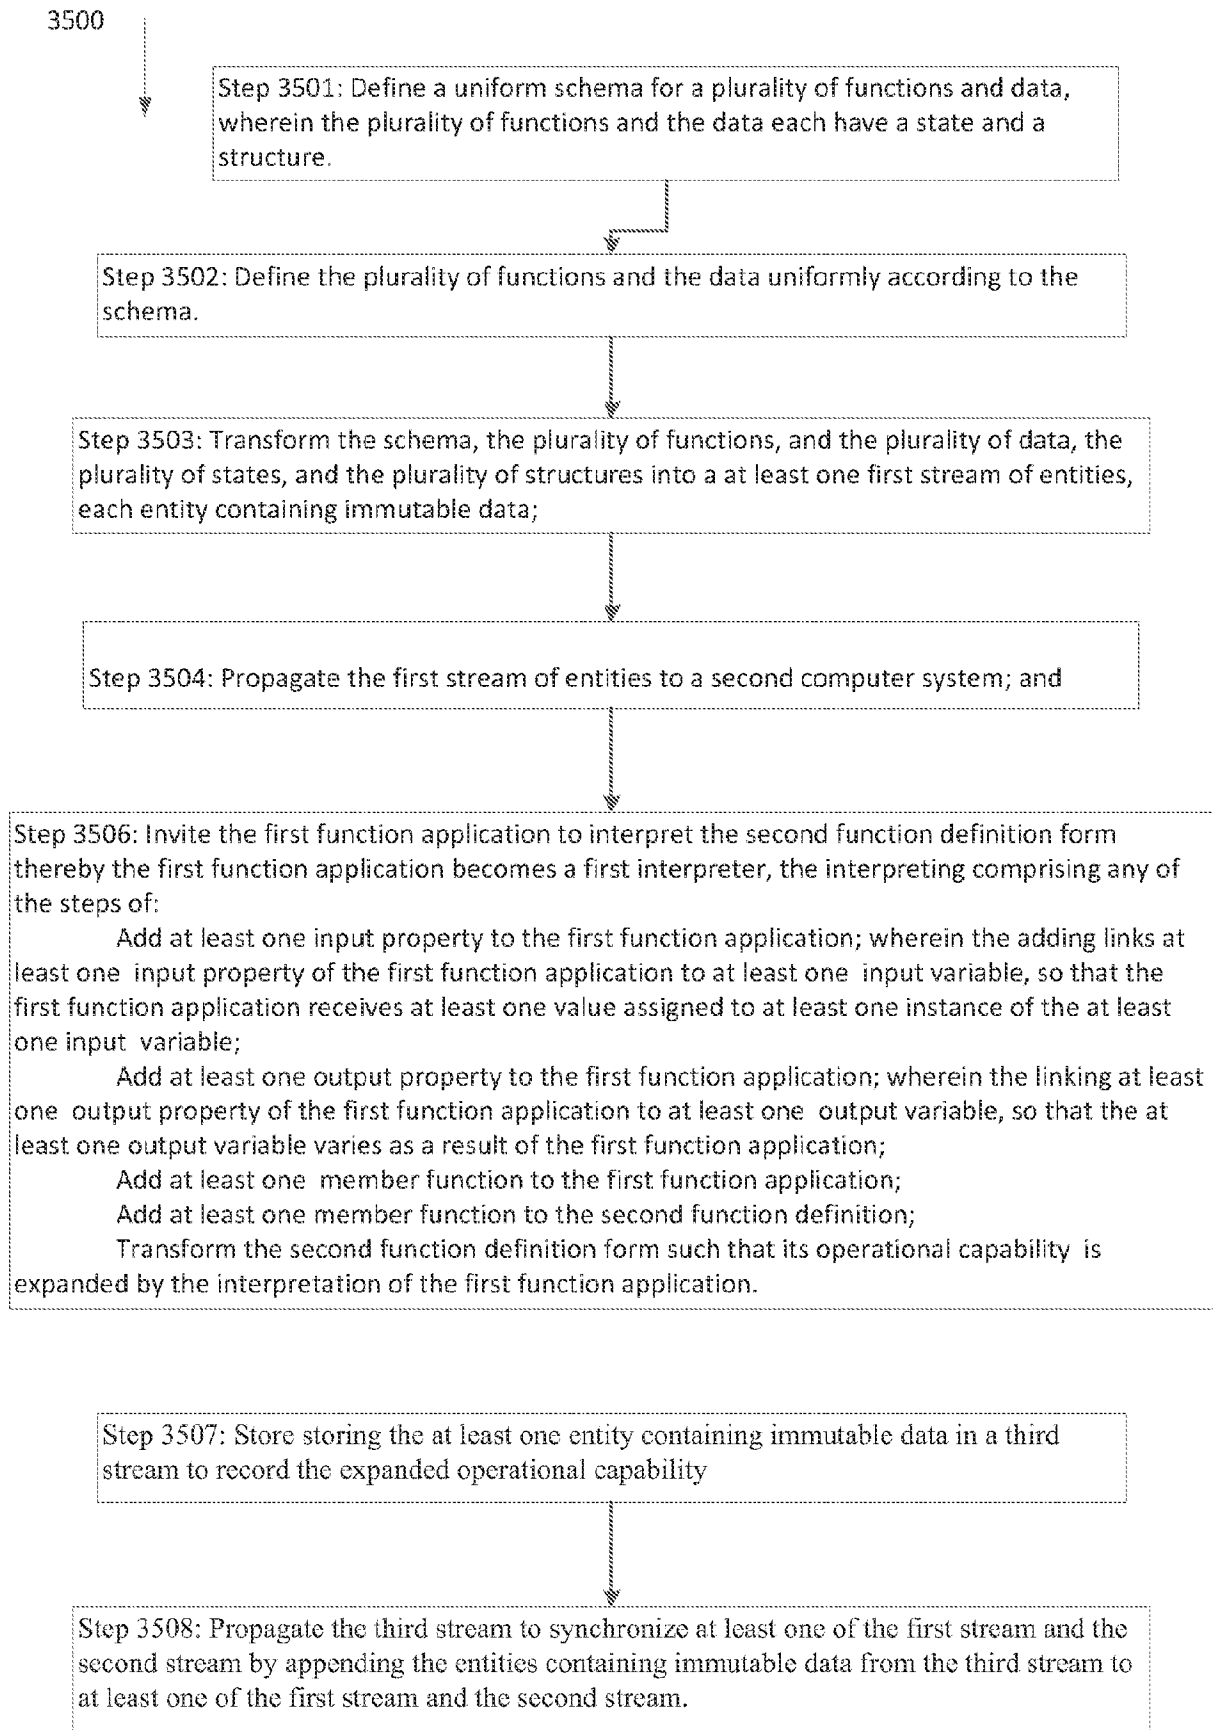 3500
Step 3501: Define a uniform schema for a plurality of functions and data,
wherein the plurality of functions and the data each have a state and a
structure.
Step 3502: Define the plurality of functions and the data uniformly according to the
schema.
Step 3503: Transform the schema, the plurality of functions, and the plurality of data, the
plurality of states, and the plurality of structures into a at least one first stream of entities,
each entity containing immutable data;
Step 3504: Propagate the first stream of entities to a second computer system; and
Step 3506: Invite the first function application to interpret the second function definition form
thereby the first function application becomes a first interpreter, the interpreting comprising any of
the steps of:
Add at least one input property to the first function application; wherein the adding links at
least one input property of the first function application to at least one input variable, so that the
first function application receives at least one value assigned to at least one instance of the at least
one input variable;
Add at least one output property to the first function application; wherein the linking at least
one output property of the first function application to at least one output variable, so that the at
least one output variable varies as a result of the first function application;
Add at least one member function to the first function application;
Add at least one member function to the second function definition;
Transform the second function definition form such that its operational capability is
expanded by the interpretation of the first function application.
Step 3507: Store storing the at least one entity containing immutable data in a third
stream to record the expanded operational capability
Step 3508: Propagate the third stream to synchronize at least one of the first stream and the
second stream by appending the entities containing immutable data from the third stream to
at least one of the first stream and the second stream.